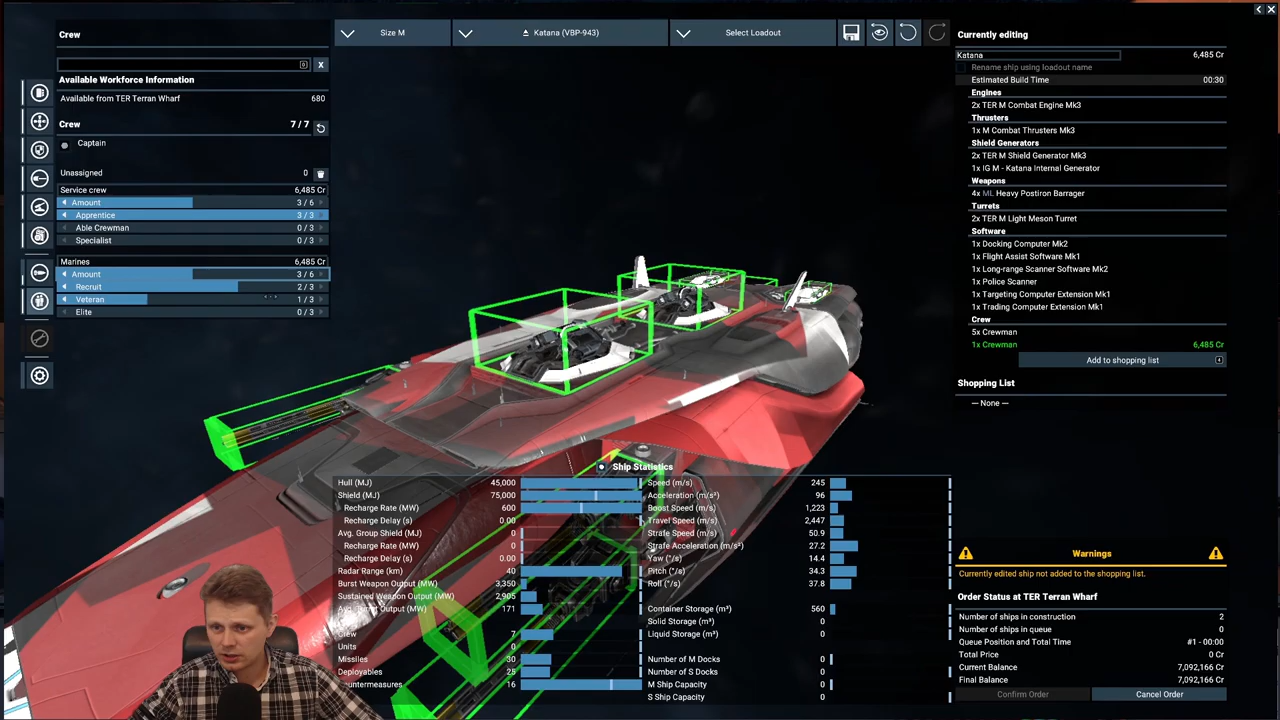 Crew
x
Available Workforce Information
Available from TER Terran Wharf 680
Crew 7/7
Captain
Unassigned 0
Service crew 6,485 Cr
Amount 3 / 6
Apprentice 3 / 3
Able Crewman 0 / 3
Specialist 0 / 3
Marines 6,485 Cr
Amount 3 / 6
Recruit 2 / 3
Veteran 1 / 3
Elite 0 / 3
Size M
Katana (VBP-943)
Select Loadout
Ship Statistics
Hull (MJ) 45,000
Shield (MJ) 75,000
Recharge Rate (MW) 600
Recharge Delay (s) 0.00
Avg. Group Shield (MJ) 0
Recharge Rate (MW) 0
Recharge Delay (s) 0.00
Radar Range (km) 40
Burst Weapon Output (MW) 3,350
Sustained Weapon Output (MW) 2,905
Output (MW) 171
Crew 7
Units 0
Missiles 30
Deployables 25
untermeasures 16
Speed (m/s) 245
Acceleration (m/s²) 96
Boost Speed (m/s) 1,223
Travel Speed (m/s) 2,447
Strafe Speed (m/s) 50.9
Strafe Acceleration (m/s²) 27.2
Yaw (°/s) 14.4
Pitch (°/s) 34.3
Roll (°/s) 37.8
Container Storage (m³) 560
Solid Storage (m³) 0
Liquid Storage (m³) 0
Number of M Docks 0
Number of S Docks 0
M Ship Capacity 0
S Ship Capacity 0
Currently editing
Katana 6,485 Cr
Rename ship using loadout name
Estimated Build Time 00:30
Engines
2x TER M Combat Engine Mk3
Thrusters
1x M Combat Thrusters Mk3
Shield Generators
2x TER M Shield Generator Mk3
1x IG M - Katana Internal Generator
Weapons
4x ML Heavy Postiron Barrager
Turrets
2x TER M Light Meson Turret
Software
1x Docking Computer Mk2
1x Flight Assist Software Mk1
1x Long-range Scanner Software Mk2
1x Police Scanner
1x Targeting Computer Extension Mk1
1x Trading Computer Extension Mk1
Crew
5x Crewman
1x Crewman 6,485 Cr
Add to shopping list
Shopping List
— None —
Warnings
Currently edited ship not added to the shopping list.
Order Status at TER Terran Wharf
Number of ships in construction 2
Number of ships in queue 0
Queue Position and Total Time #1 - 00:00
Total Price 0 Cr
Current Balance 7,092,166 Cr
Final Balance 7,092,166 Cr
Confirm Order
Cancel Order